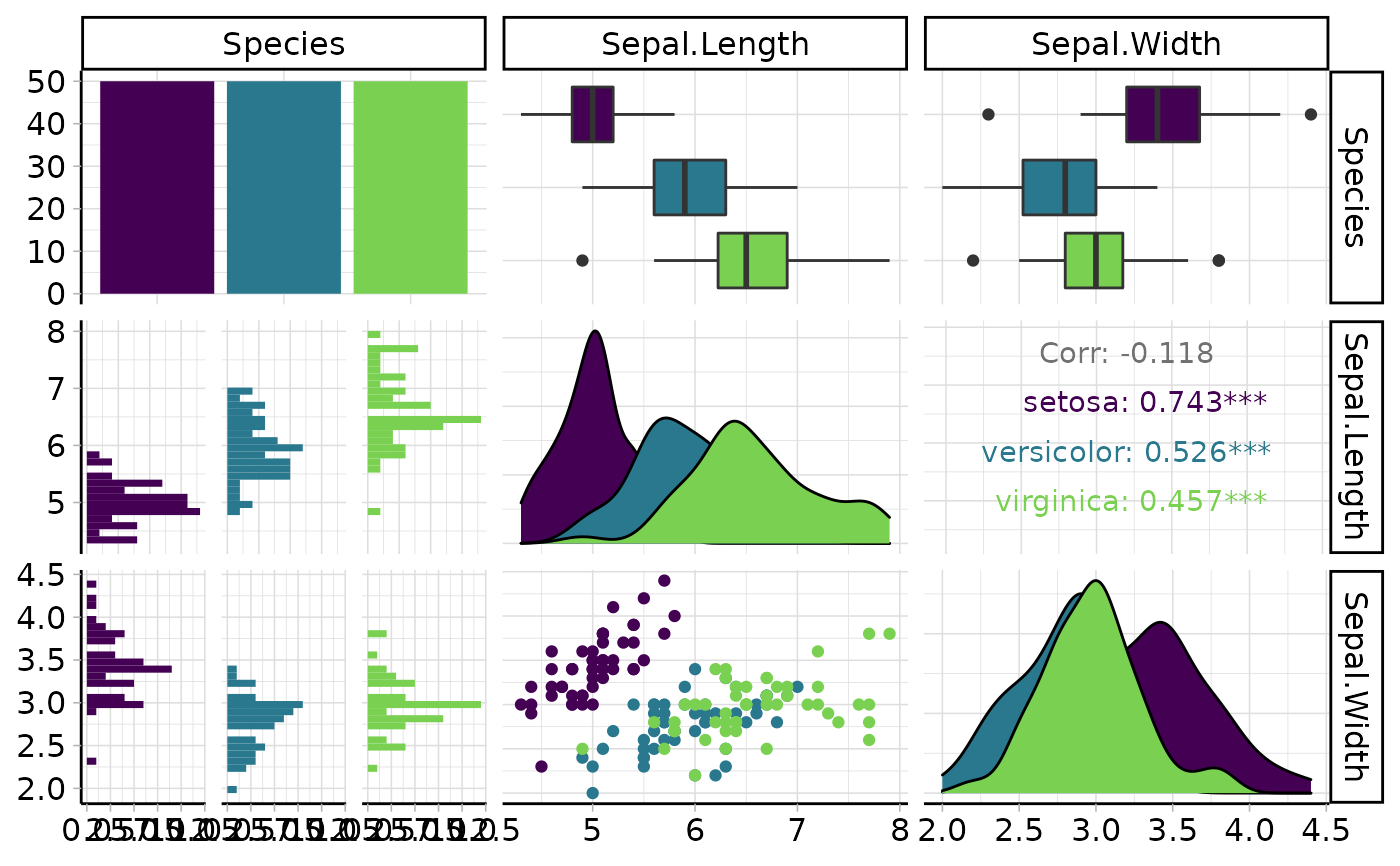 Species
Sepal.Length
Sepal.Width
50
40
30
20
10
0
Species
8
7
6
5
Corr: -0.118
setosa: 0.743***
versicolor: 0.526***
virginica: 0.457***
Sepal.Length
4.5
4.0
3.5
3.0
2.5
2.0
Sepal.Width
5 6 7 8
2.0 2.5 3.0 3.5 4.0 4.5